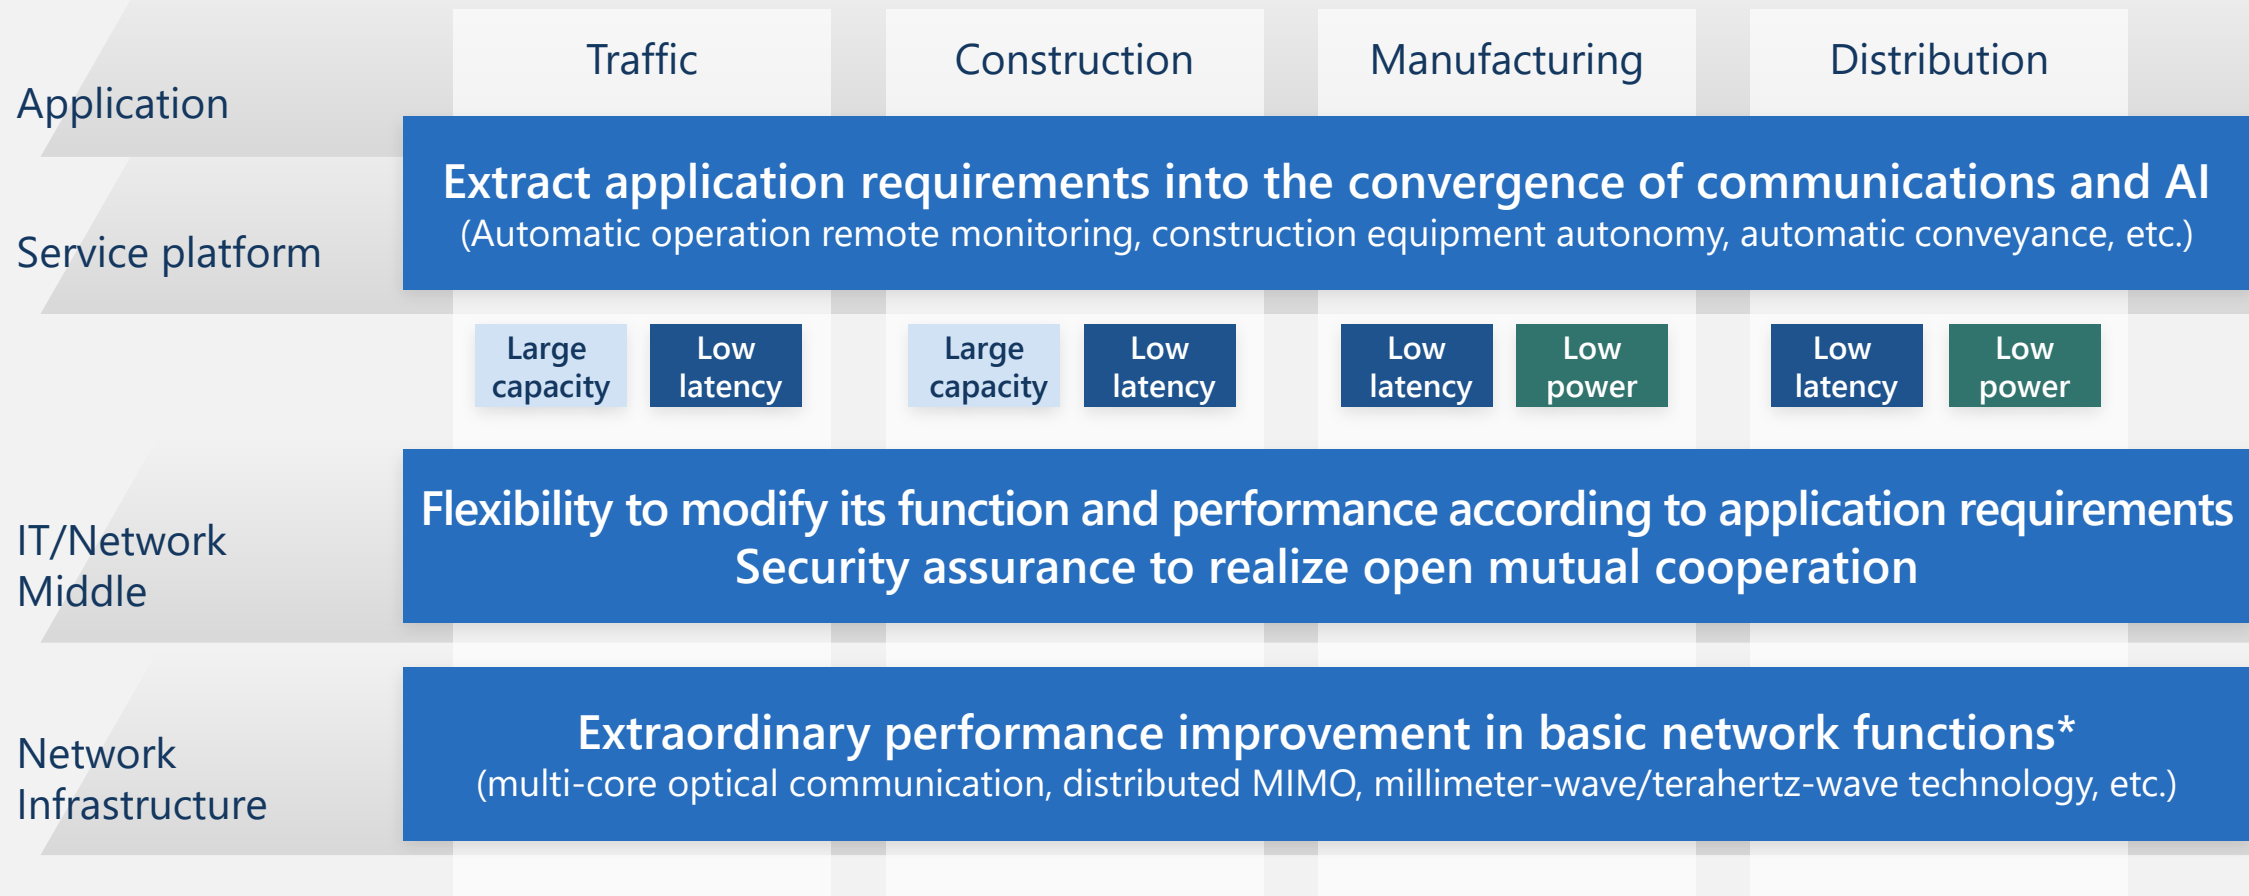 Traffic
Construction
Manufacturing
Distribution
Application
Extract application requirements into the convergence of communications and AI
(Automatic operation remote monitoring, construction equipment autonomy, automatic conveyance, etc.)
Service platform
Large
capacity
Low
latency
Large
capacity
Low
latency
Low
latency
Low
power
Low
latency
Low
power
IT/Network
Middle
Flexibility to modify its function and performance according to application requirements
Security assurance to realize open mutual cooperation
Network
Infrastructure
Extraordinary performance improvement in basic network functions*
(multi-core optical communication, distributed MIMO, millimeter-wave/terahertz-wave technology, etc.)